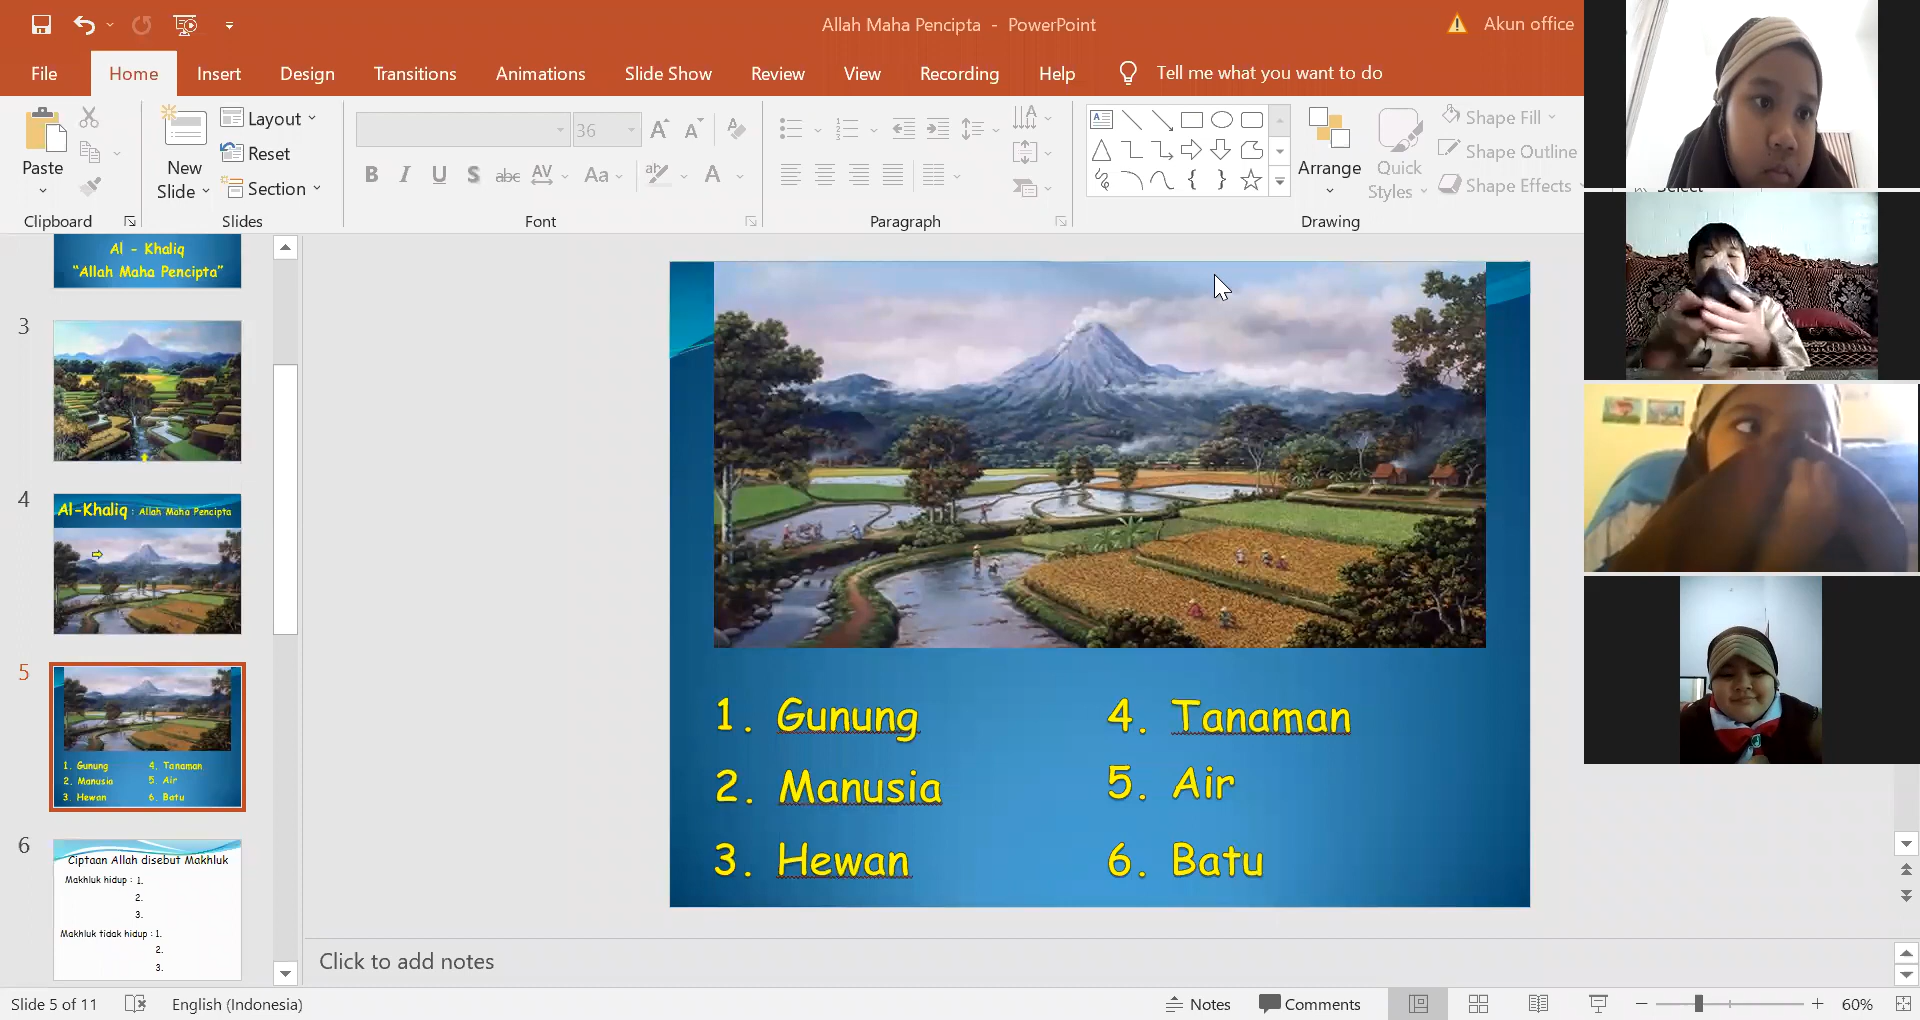 Allah Maha Pencipta - PowerPoint
Akun office
File
Home
Insert
Design
Transitions
Animations
Slide Show
Review
View
Recording
Help
Tell me what you want to do
Paste
Clipboard
New
Slide
Layout
Reset
Section
Slides
36
B
I
U
S
abc
AV
Aa
A
Font
Paragraph
Arrange
Quick
Styles
Shape Fill
Shape Outline
Shape Effects
Select
Drawing
Al - Khaliq
“Allah Maha Pencipta”
3
4
Al-Khaliq : Allah Maha Pencipta
5
1. Gunung
2. Manusia
3. Hewan
4. Tanaman
5. Air
6. Batu
6
Ciptaan Allah disebut Makhluk
Makhluk hidup : 1.
2.
3.
Makhluk tidak hidup : 1.
2.
3.
1. Gunung
2. Manusia
3. Hewan
4. Tanaman
5. Air
6. Batu
Click to add notes
Slide 5 of 11
English (Indonesia)
Notes
Comments
60%